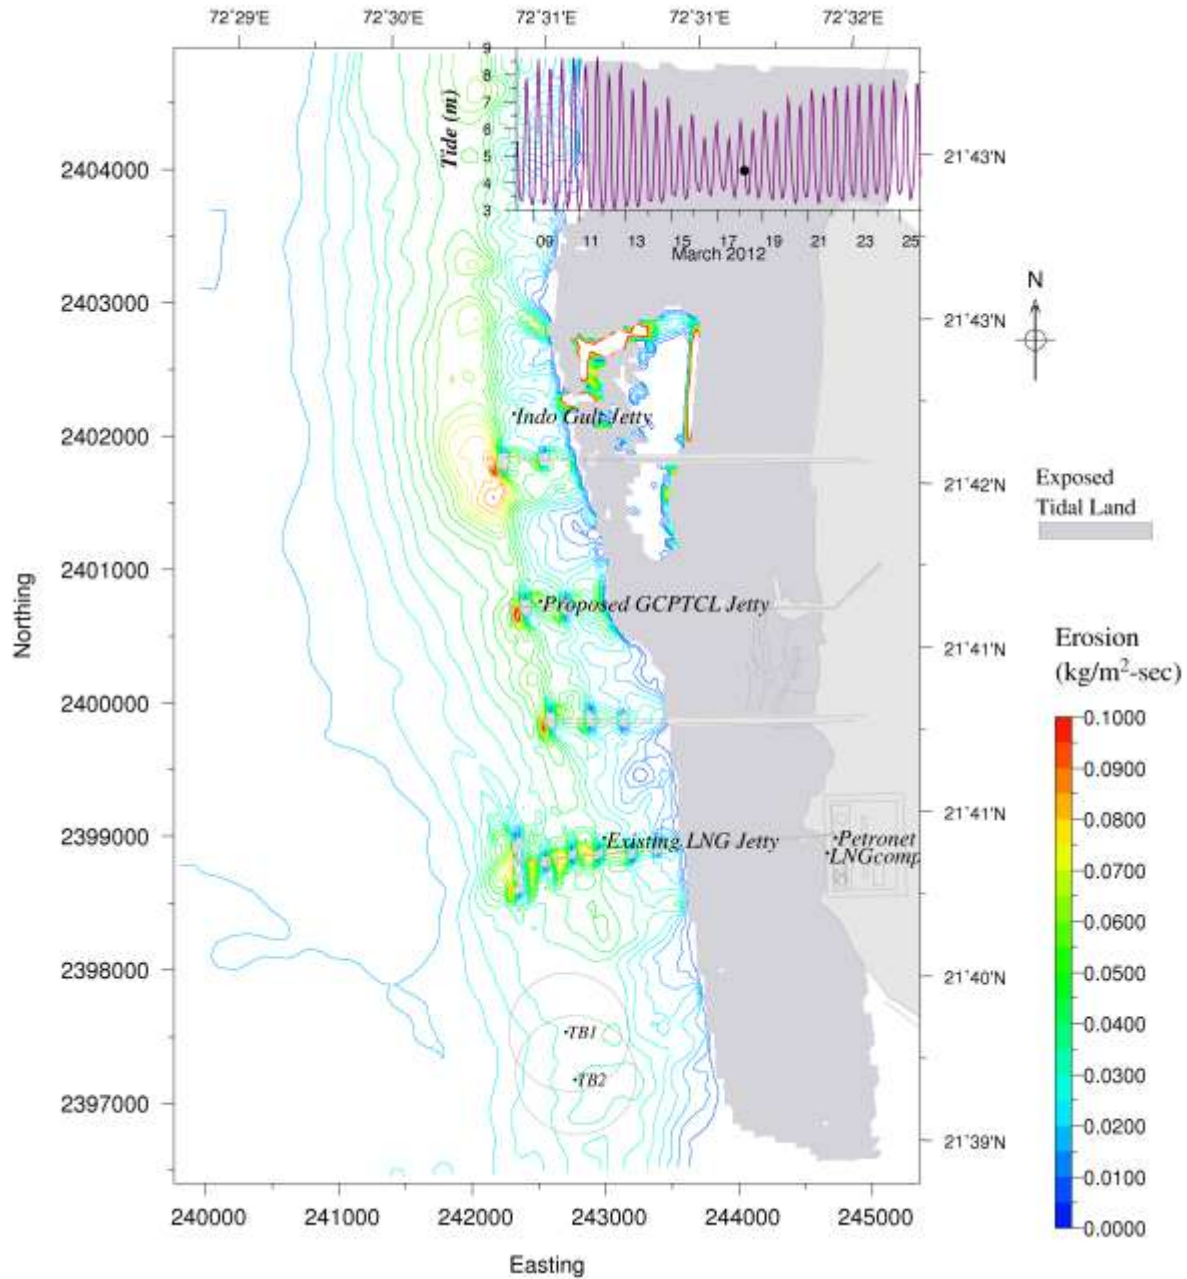 72°29'E 72°30'E 72°31'E 72°31'E 72°32'E
9
8
7
6
5
4
3
Tide (m)
09 11 13 15 17 19 21 23 25
March 2012
2404000
2403000
2402000
2401000
2400000
2399000
2398000
2397000
Northing
21°43'N
21°43'N
21°42'N
21°41'N
21°41'N
21°40'N
21°39'N
Indo Gult Jetty
Proposed GCPTCL Jetty
Existing LNG Jetty
Petronet
LNGcomp
TB1
TB2
240000 241000 242000 243000 244000 245000
Easting
N
Exposed
Tidal Land
Erosion
(kg/m²-sec)
0.1000
0.0900
0.0800
0.0700
0.0600
0.0500
0.0400
0.0300
0.0200
0.0100
0.0000